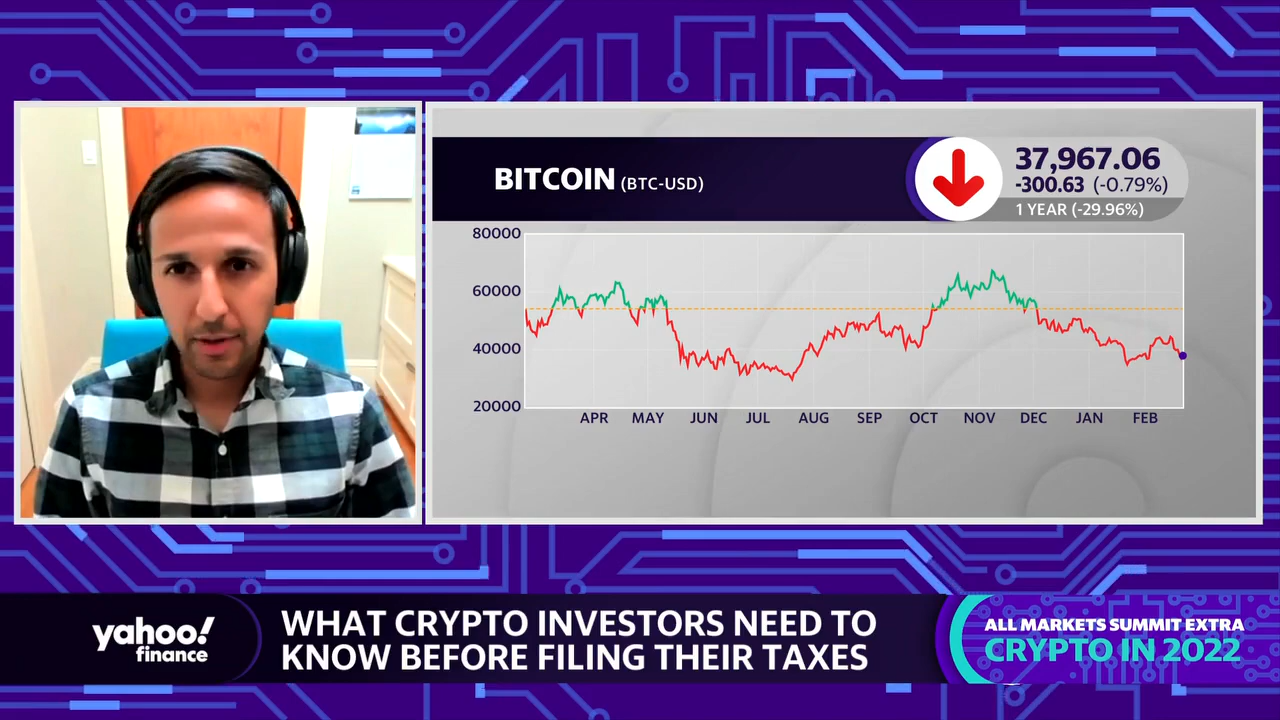 BITCOIN (BTC-USD)
37,967.06
-300.63 (-0.79%)
1 YEAR (-29.96%)
80000
60000
40000
20000
APR MAY JUN JUL AUG SEP OCT NOV DEC JAN FEB
yahoo!
finance
WHAT CRYPTO INVESTORS NEED TO
KNOW BEFORE FILING THEIR TAXES
ALL MARKETS SUMMIT EXTRA
CRYPTO IN 2022